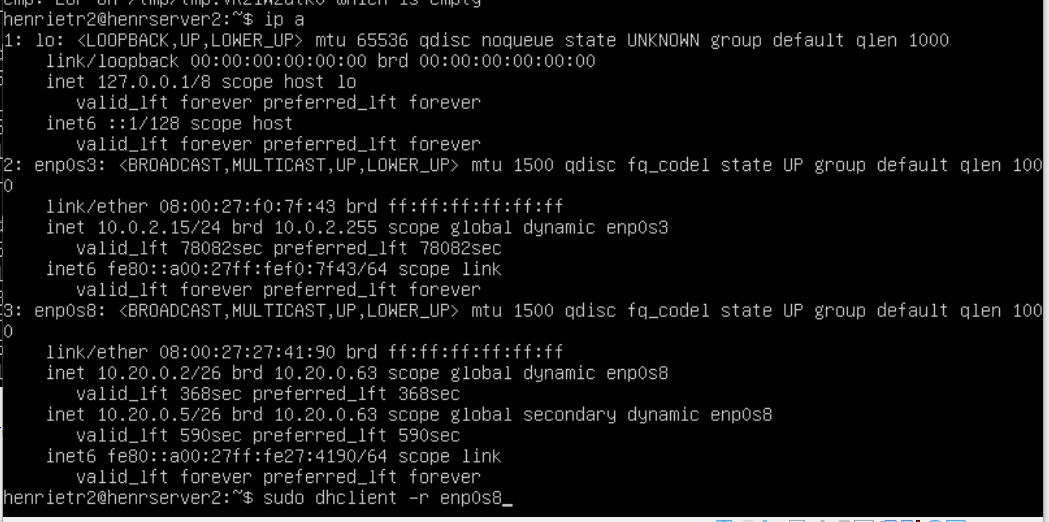 henrietr2@henrserver2:~$ ip a
1: lo: <LOOPBACK,UP,LOWER_UP> mtu 65536 qdisc noqueue state UNKNOWN group default qlen 1000
link/loopback 00:00:00:00:00:00 brd 00:00:00:00:00:00
inet 127.0.0.1/8 scope host lo
valid_lft forever preferred_lft forever
inet6 ::1/128 scope host
valid_lft forever preferred_lft forever
2: enp0s3: <BROADCAST,MULTICAST,UP,LOWER_UP> mtu 1500 qdisc fq_codel state UP group default qlen 100
0
link/ether 08:00:27:f0:7f:43 brd ff:ff:ff:ff:ff:ff
inet 10.0.2.15/24 brd 10.0.2.255 scope global dynamic enp0s3
valid_lft 78082sec preferred_lft 78082sec
inet6 fe80::a00:27ff:fef0:7f43/64 scope link
valid_lft forever preferred_lft forever
3: enp0s8: <BROADCAST,MULTICAST,UP,LOWER_UP> mtu 1500 qdisc fq_codel state UP group default qlen 100
0
link/ether 08:00:27:27:41:90 brd ff:ff:ff:ff:ff:ff
inet 10.20.0.2/26 brd 10.20.0.63 scope global dynamic enp0s8
valid_lft 368sec preferred_lft 368sec
inet 10.20.0.5/26 brd 10.20.0.63 scope global secondary dynamic enp0s8
valid_lft 590sec preferred_lft 590sec
inet6 fe80::a00:27ff:fe27:4190/64 scope link
valid_lft forever preferred_lft forever
henrietr2@henrserver2:~$ sudo dhclient -r enp0s8_